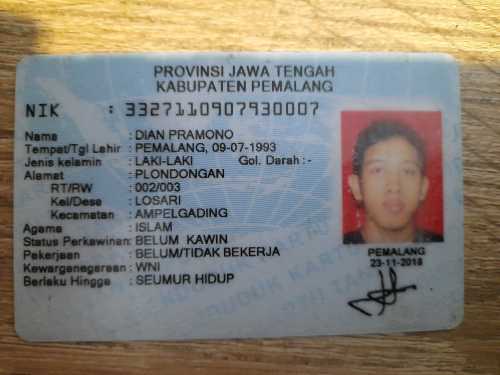 PROVINSI JAWA TENGAH
KABUPATEN PEMALANG
NIK : 3327110907930007
Nama : DIAN PRAMONO
Tempat/Tgl Lahir : PEMALANG, 09-07-1993
Jenis kelamin : LAKI-LAKI Gol. Darah :-
Alamat : PLONDONGAN
RT/RW : 002/003
Kel/Desa : LOSARI
Kecamatan : AMPELGADING
Agama : ISLAM
Status Perkawinan: BELUM KAWIN
Pekerjaan : BELUM/TIDAK BEKERJA
Kewarganegaraan: WNI
Berlaku Hingga : SEUMUR HIDUP
PEMALANG
23-11-2018